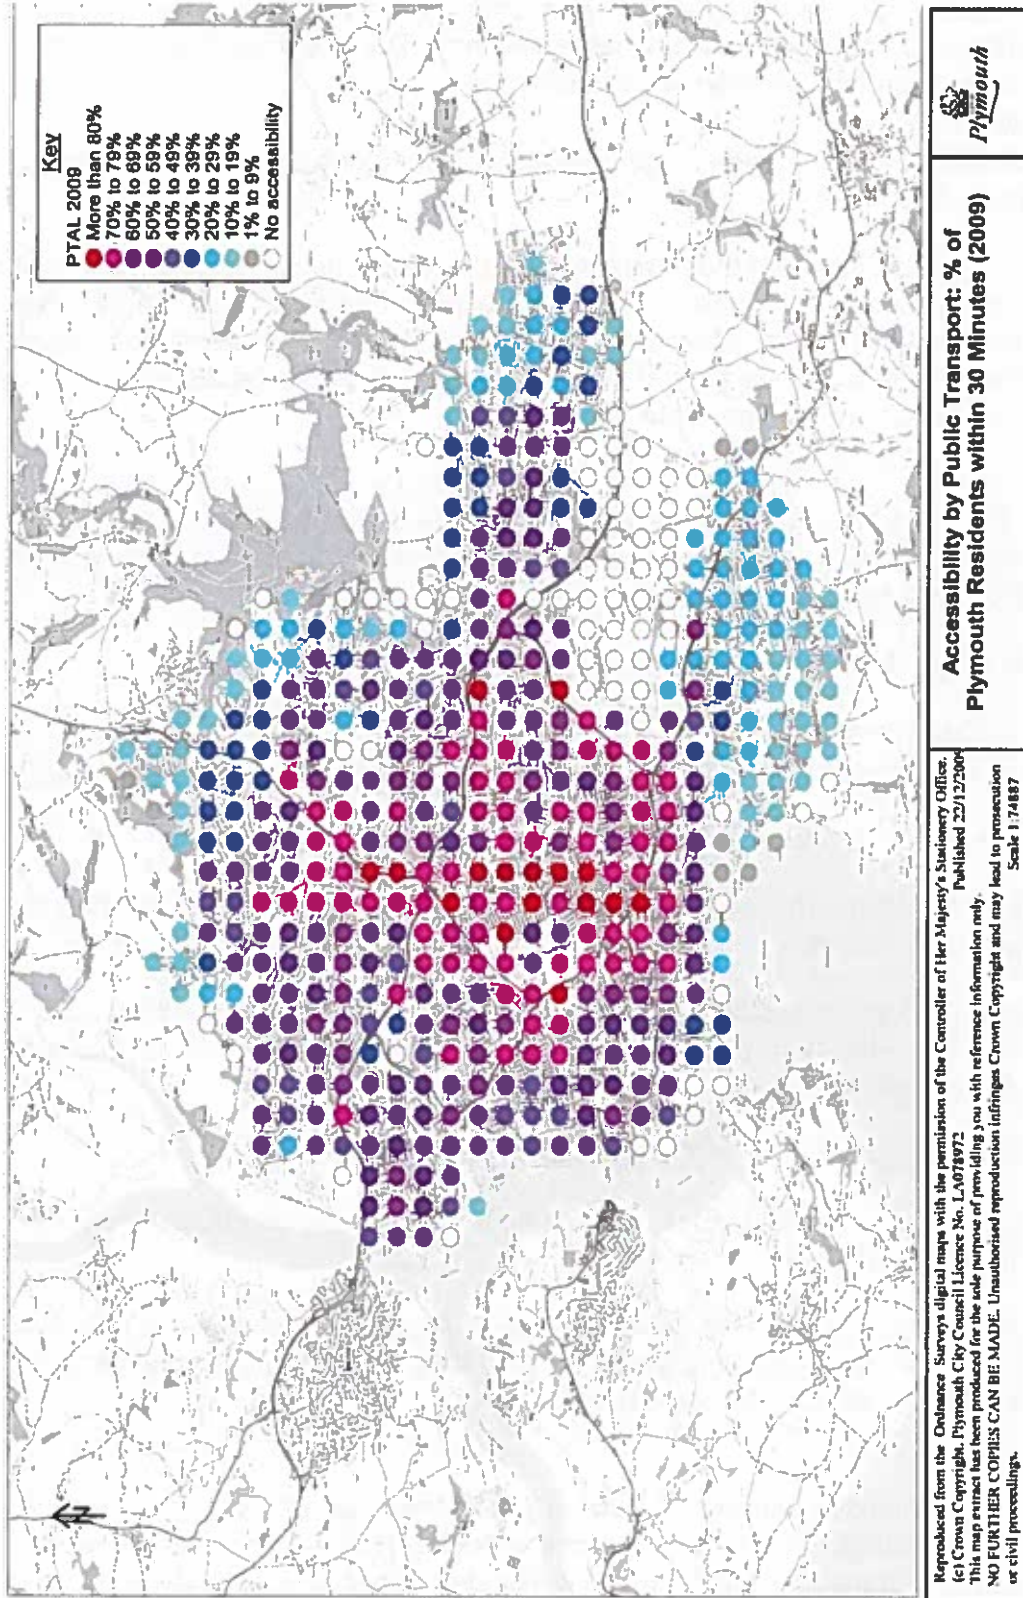 Key
PTAL 2009
More than 80%
70% to 79%
60% to 69%
50% to 59%
40% to 49%
30% to 39%
20% to 29%
10% to 19%
1% to 9%
No accessibility
N
Reproduced from the Ordnance Surveys digital maps with the permission of the Controller of Her Majesty's Stationery Office.
(c) Crown Copyright. Plymouth City Council Licence No. LA078972 Published 22/12/2009
This map extract has been produced for the sole purpose of providing you with reference information only.
NO FURTHER COPIES CAN BE MADE. Unauthorised reproduction infringes Crown Copyright and may lead to prosecution
or civil proceedings. Scale 1:74887
Accessibility by Public Transport: % of
Plymouth Residents within 30 Minutes (2009)
Plymouth